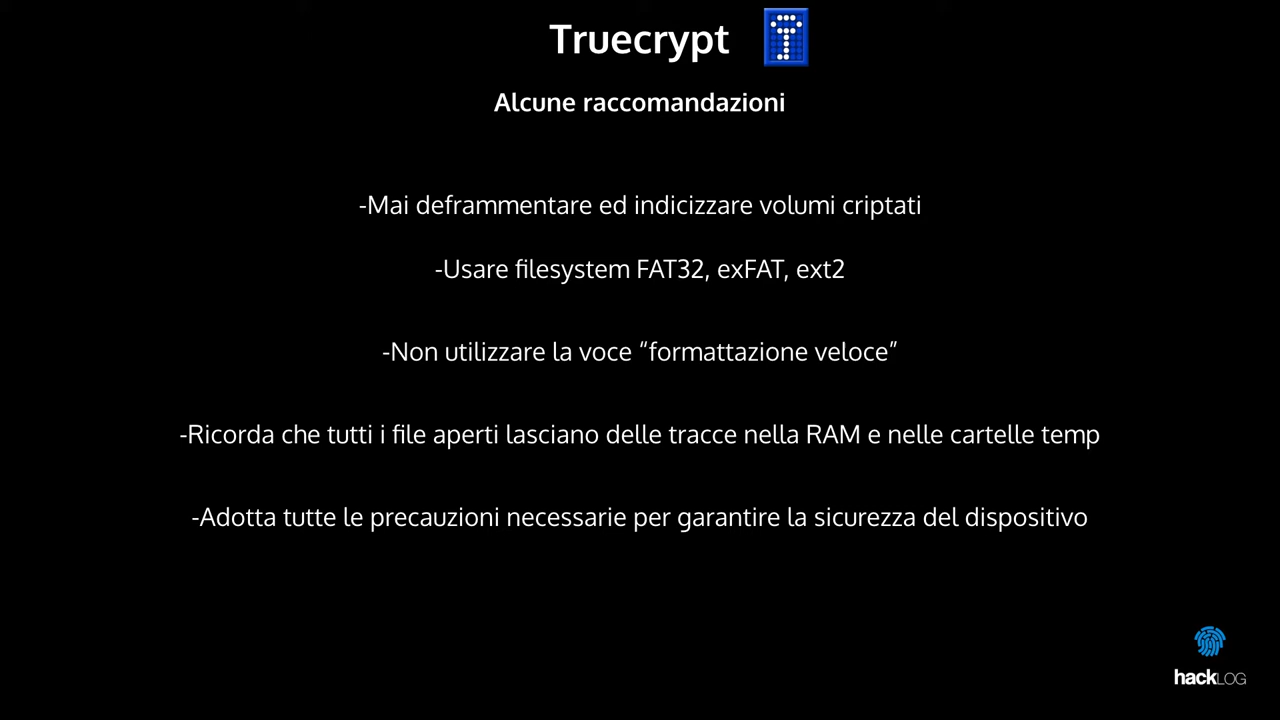 Truecrypt
Alcune raccomandazioni
-Mai deframmentare ed indicizzare volumi criptati
-Usare filesystem FAT32, exFAT, ext2
-Non utilizzare la voce “formattazione veloce”
-Ricorda che tutti i file aperti lasciano delle tracce nella RAM e nelle cartelle temp
-Adotta tutte le precauzioni necessarie per garantire la sicurezza del dispositivo
hackLOG